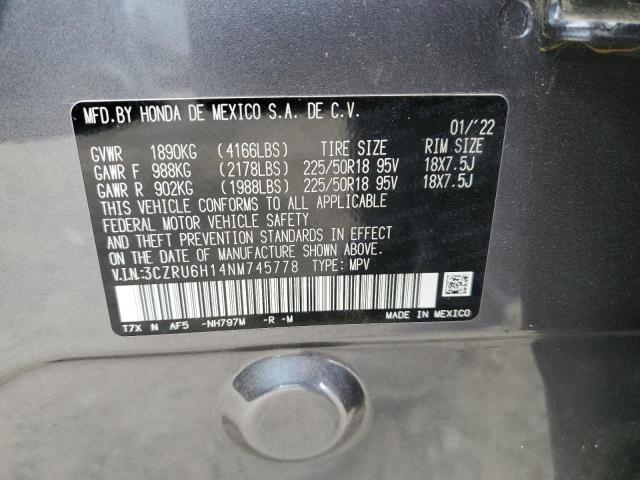 MFD.BY HONDA DE MEXICO S.A. DE C.V.
01/'22
GVWR 1890KG (4166LBS) TIRE SIZE RIM SIZE
GAWR F 988KG (2178LBS) 225/50R18 95V 18X7.5J
GAWR R 902KG (1988LBS) 225/50R18 95V 18X7.5J
THIS VEHICLE CONFORMS TO ALL APPLICABLE
FEDERAL MOTOR VEHICLE SAFETY
AND THEFT PREVENTION STANDARDS IN EFFECT
ON THE DATE OF MANUFACTURE SHOWN ABOVE.
V.I.N:3CZRU6H14NM745778 TYPE: MPV
T7X N AF5 -NH797M -R -M MADE IN MEXICO